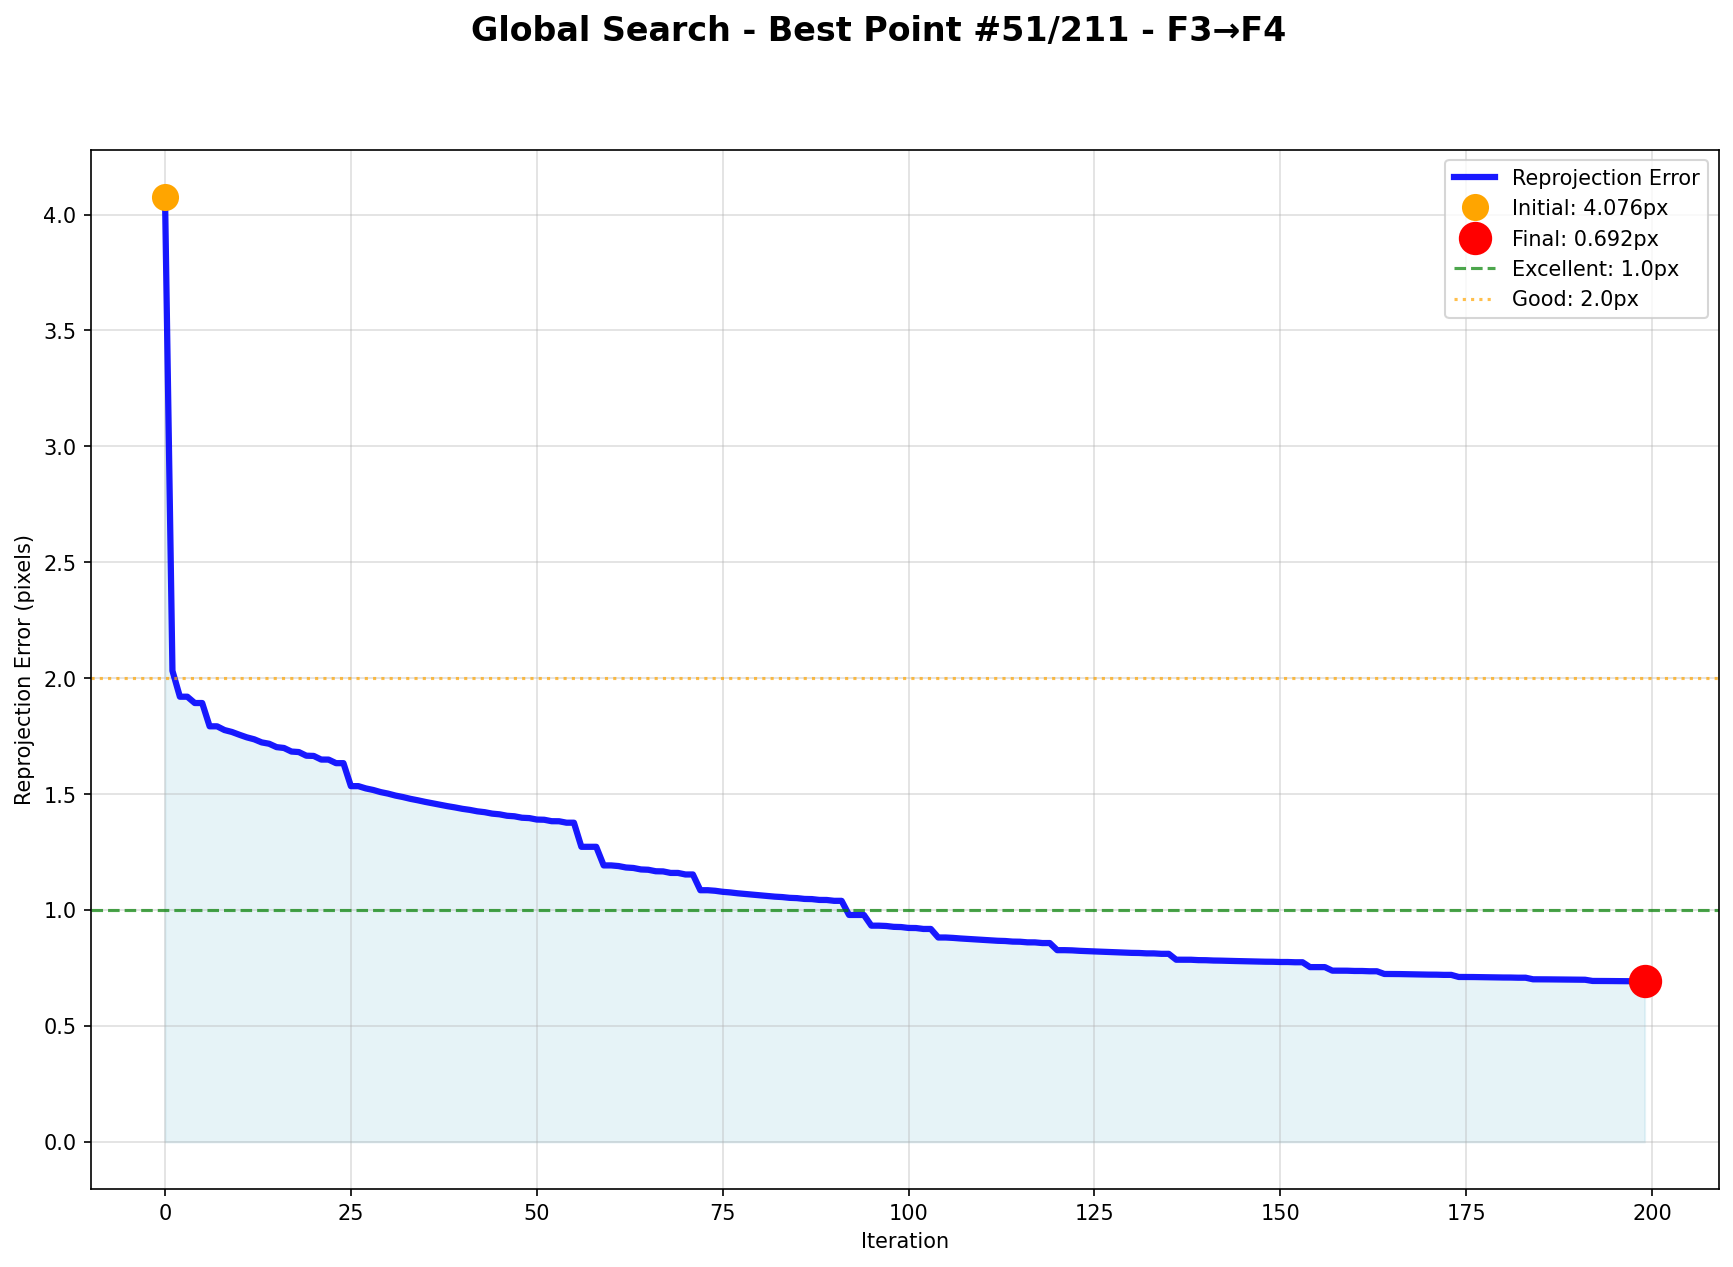 Global Search - Best Point #51/211 - F3→F4
Reprojection Error
Initial: 4.076px
Final: 0.692px
Excellent: 1.0px
Good: 2.0px
Reprojection Error (pixels)
4.0
3.5
3.0
2.5
2.0
1.5
1.0
0.5
0.0
0 25 50 75 100 125 150 175 200
Iteration